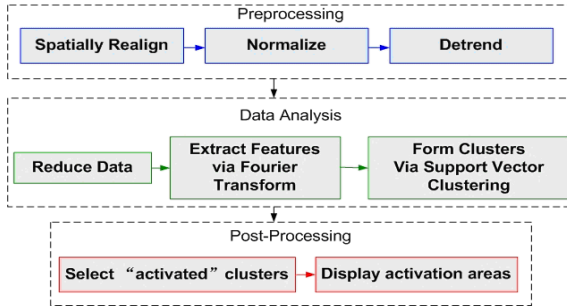 Preprocessing
Spatially Realign
Normalize
Detrend
Data Analysis
Reduce Data
Extract Features
via Fourier
Transform
Form Clusters
Via Support Vector
Clustering
Post-Processing
Select “activated” clusters
Display activation areas